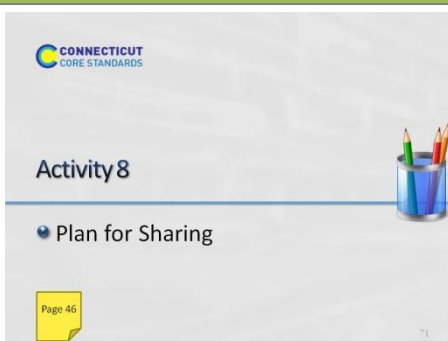 CONNECTICUT
CORE STANDARDS
Activity 8
Plan for Sharing
Page 46